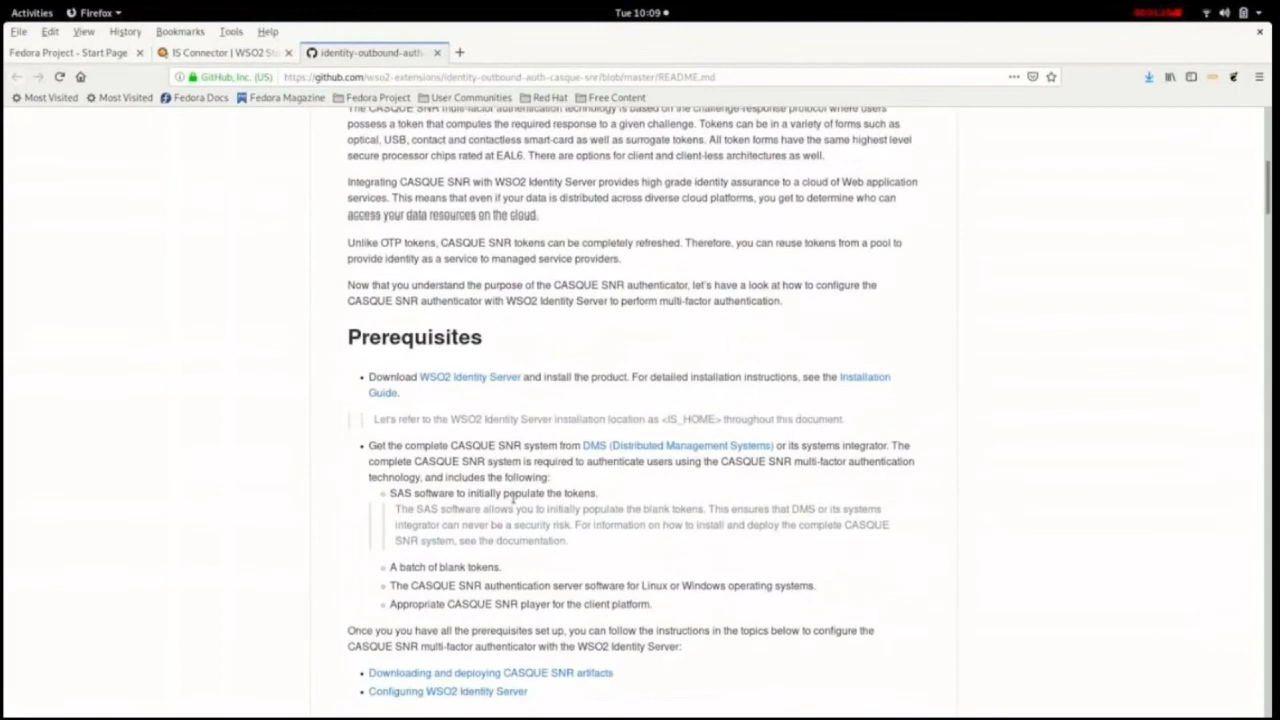 Activities
Firefox
Tue 10:09
File Edit View History Bookmarks Tools Help
Fedora Project - Start Page
IS Connector | WSO2 St
identity-outbound-auth-
GitHub, Inc. (US)
https://github.com/wso2-extensions/identity-outbound-auth-casque-snr/blob/master/README.md
Most Visited Most Visited Fedora Docs Fedora Magazine Fedora Project User Communities Red Hat Free Content
The CASQUE SNR multi-factor authentication technology is based on the challenge-response protocol where users
possess a token that computes the required response to a given challenge. Tokens can be in a variety of forms such as
optical, USB, contact and contactless smart-card as well as surrogate tokens. All token forms have the same highest level
secure processor chips rated at EAL6. There are options for client and client-less architectures as well.
Integrating CASQUE SNR with WSO2 Identity Server provides high grade identity assurance to a cloud of Web application
services. This means that even if your data is distributed across diverse cloud platforms, you get to determine who can
access your data resources on the cloud.
Unlike OTP tokens, CASQUE SNR tokens can be completely refreshed. Therefore, you can reuse tokens from a pool to
provide identity as a service to managed service providers.
Now that you understand the purpose of the CASQUE SNR authenticator, let's have a look at how to configure the
CASQUE SNR authenticator with WSO2 Identity Server to perform multi-factor authentication.
Prerequisites
• Download WSO2 Identity Server and install the product. For detailed installation instructions, see the Installation
Guide.
Let's refer to the WSO2 Identity Server installation location as <IS_HOME> throughout this document.
• Get the complete CASQUE SNR system from DMS (Distributed Management Systems) or its systems integrator. The
complete CASQUE SNR system is required to authenticate users using the CASQUE SNR multi-factor authentication
technology, and includes the following:
◦ SAS software to initially populate the tokens.
The SAS software allows you to initially populate the blank tokens. This ensures that DMS or its systems
integrator can never be a security risk. For information on how to install and deploy the complete CASQUE
SNR system, see the documentation.
◦ A batch of blank tokens.
◦ The CASQUE SNR authentication server software for Linux or Windows operating systems.
◦ Appropriate CASQUE SNR player for the client platform.
Once you you have all the prerequisites set up, you can follow the instructions in the topics below to configure the
CASQUE SNR multi-factor authenticator with the WSO2 Identity Server:
• Downloading and deploying CASQUE SNR artifacts
• Configuring WSO2 Identity Server